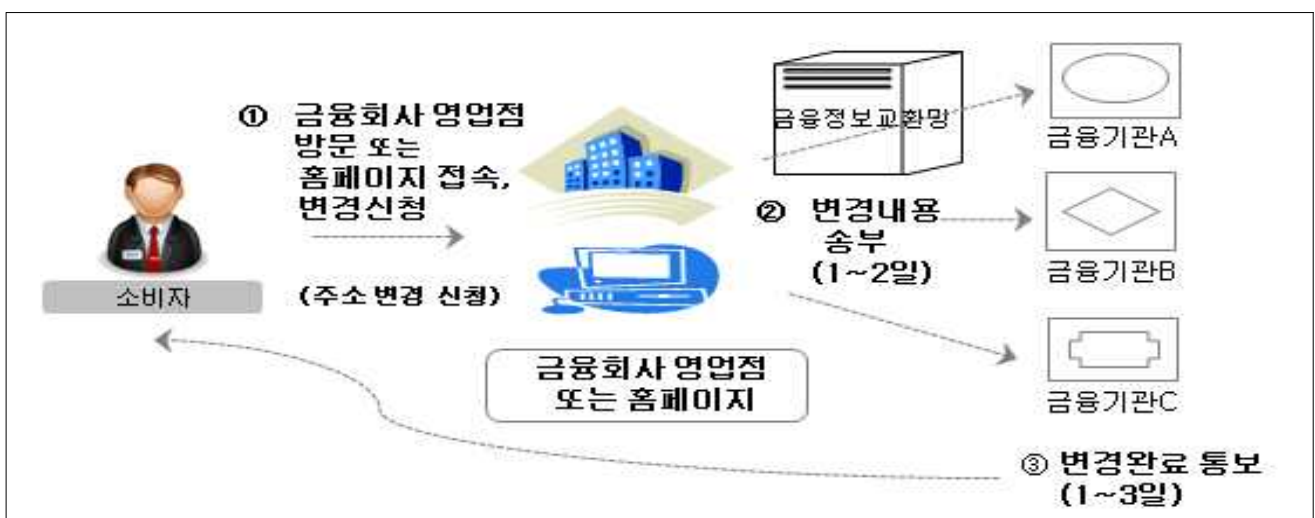 ① 금융회사 영업점
방문 또는
홈페이지 접속,
변경신청
(주소 변경 신청)
소비자
금융회사 영업점
또는 홈페이지
금융정보교환망
② 변경내용
송부
(1~2일)
금융기관A
금융기관B
금융기관C
③ 변경완료 통보
(1~3일)